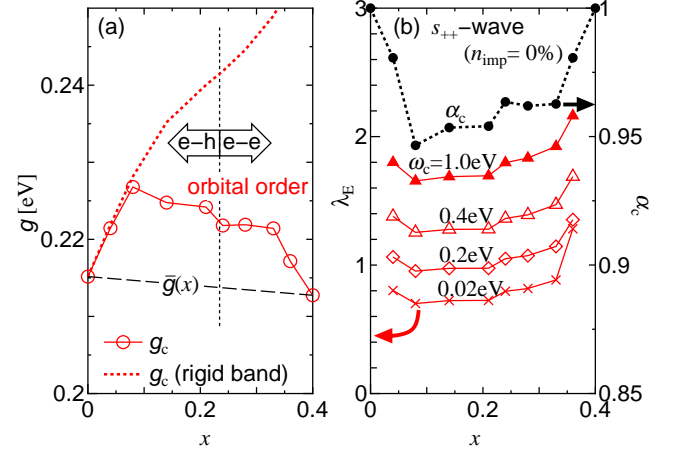 (a)
0.24
e−h e−e
orbital order
g [eV]
0.22
ḡ(x)
g_c
g_c (rigid band)
0.2
0 0.2 0.4
x
(b)
3 1
s₊₊−wave
(n_imp= 0%)
α_c
2 0.95
ω_c=1.0eV
λ_E
α_c
0.4eV
0.2eV
1 0.9
0.02eV
0 0.85
0 0.2 0.4
x